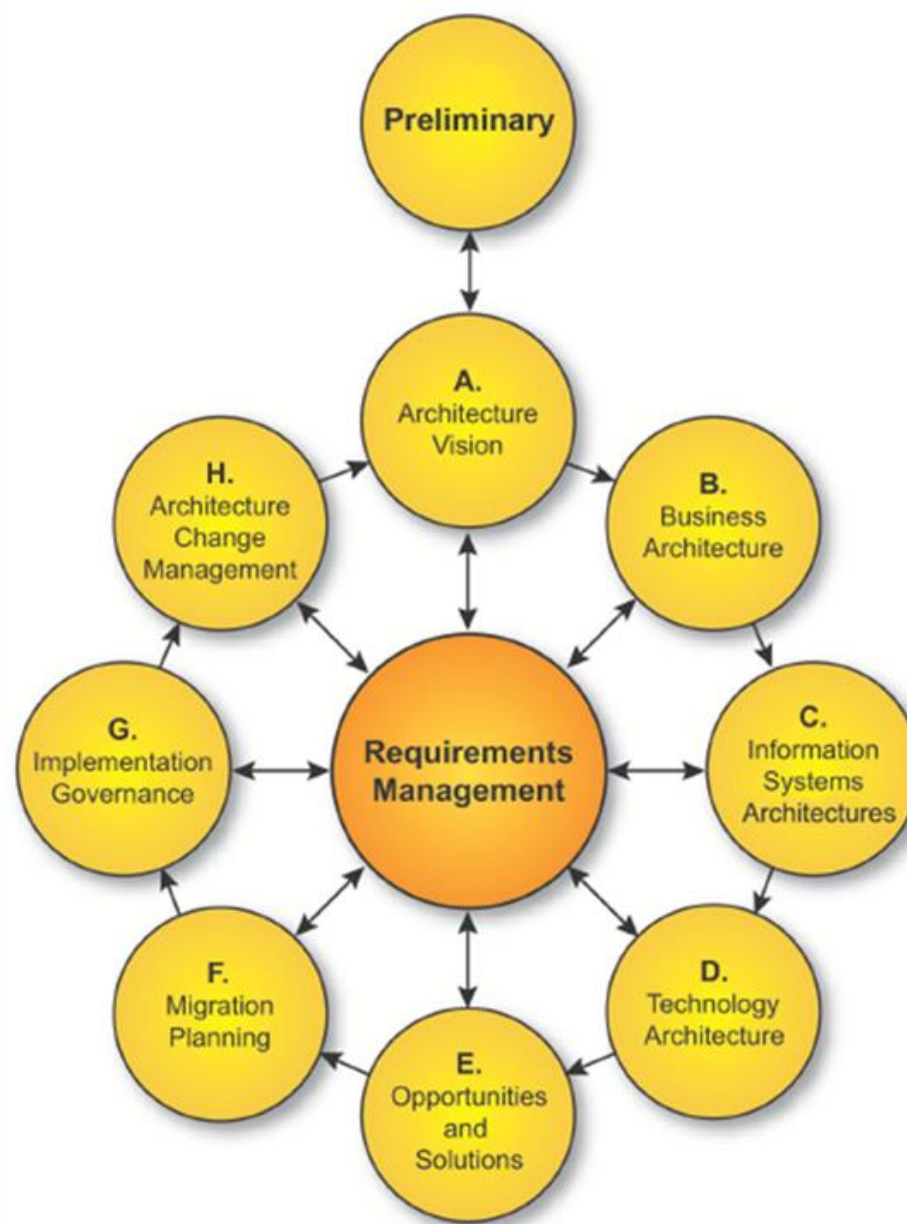 Preliminary
A.
Architecture
Vision
B.
Business
Architecture
C.
Information
Systems
Architectures
D.
Technology
Architecture
E.
Opportunities
and
Solutions
F.
Migration
Planning
G.
Implementation
Governance
H.
Architecture
Change
Management
Requirements
Management